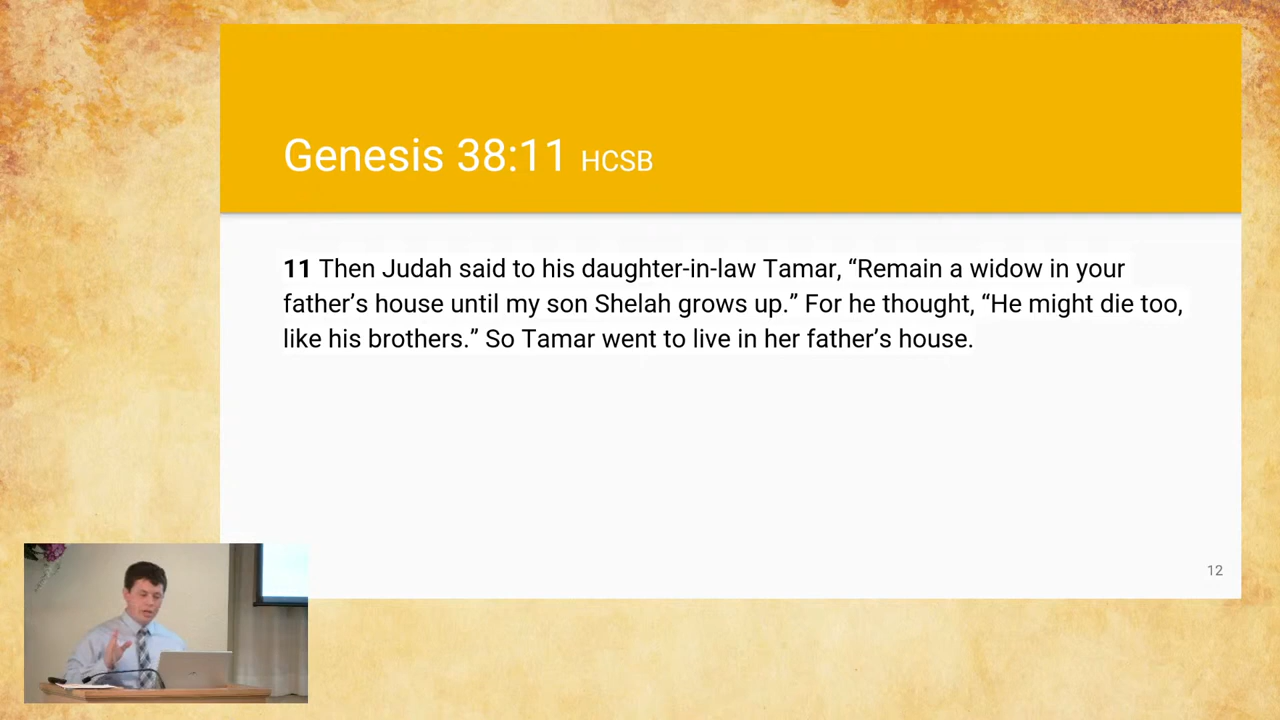 Genesis 38:11 HCSB
11 Then Judah said to his daughter-in-law Tamar, “Remain a widow in your
father’s house until my son Shelah grows up.” For he thought, “He might die too,
like his brothers.” So Tamar went to live in her father’s house.
12